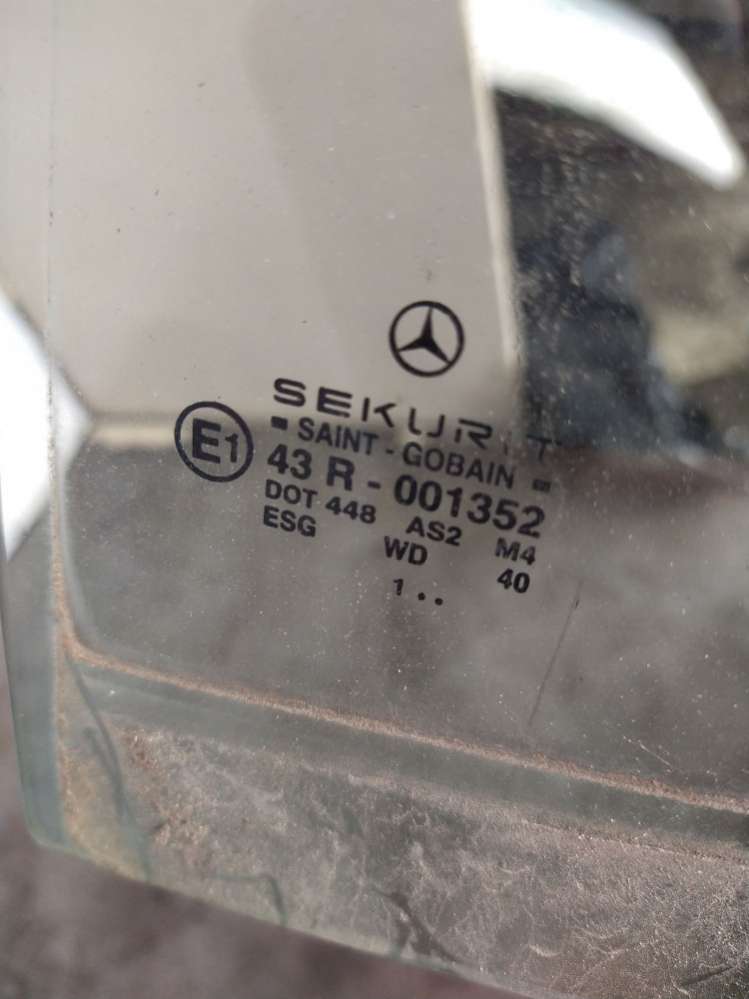 SEKURIT
SAINT - GOBAIN
E1
43 R - 001352
DOT 448 AS2 M4
ESG WD 40
1 ..